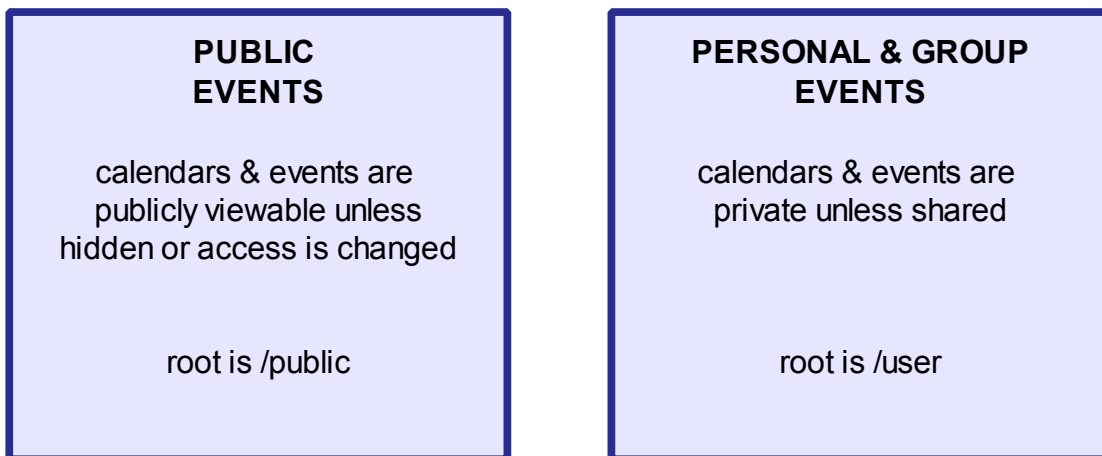 PUBLIC
EVENTS
calendars & events are
publicly viewable unless
hidden or access is changed
root is /public
PERSONAL & GROUP
EVENTS
calendars & events are
private unless shared
root is /user